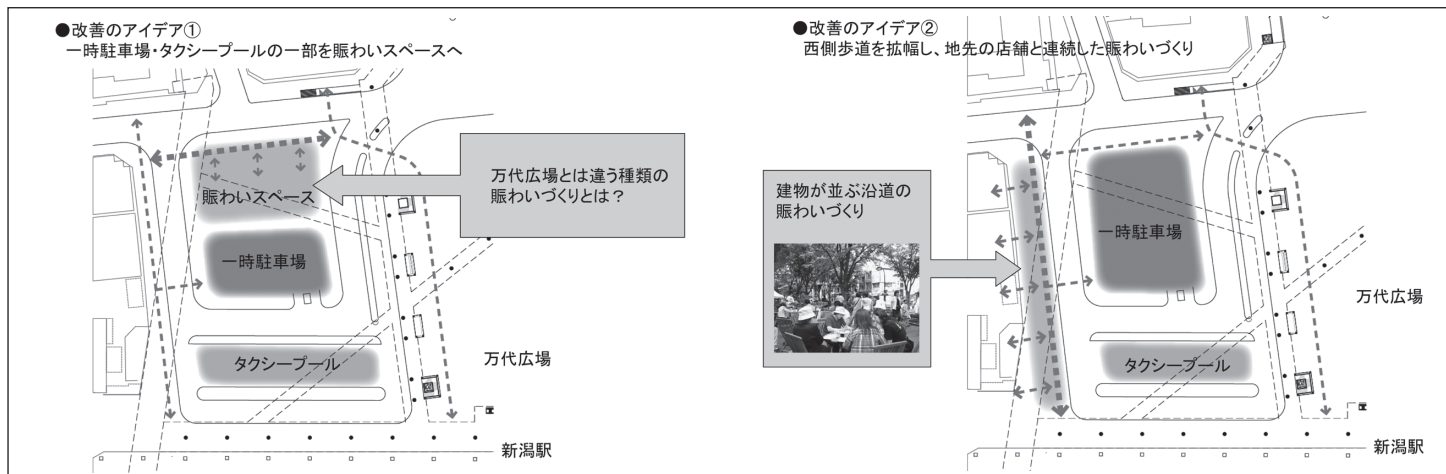 ●改善のアイデア①
一時駐車場・タクシープールの一部を賑わいスペースへ
万代広場とは違う種類の
賑わいづくりとは？
賑わいスペース
一時駐車場
タクシープール
万代広場
新潟駅
●改善のアイデア②
西側歩道を拡幅し、地先の店舗と連続した賑わいづくり
建物が並ぶ沿道の
賑わいづくり
一時駐車場
万代広場
タクシープール
新潟駅